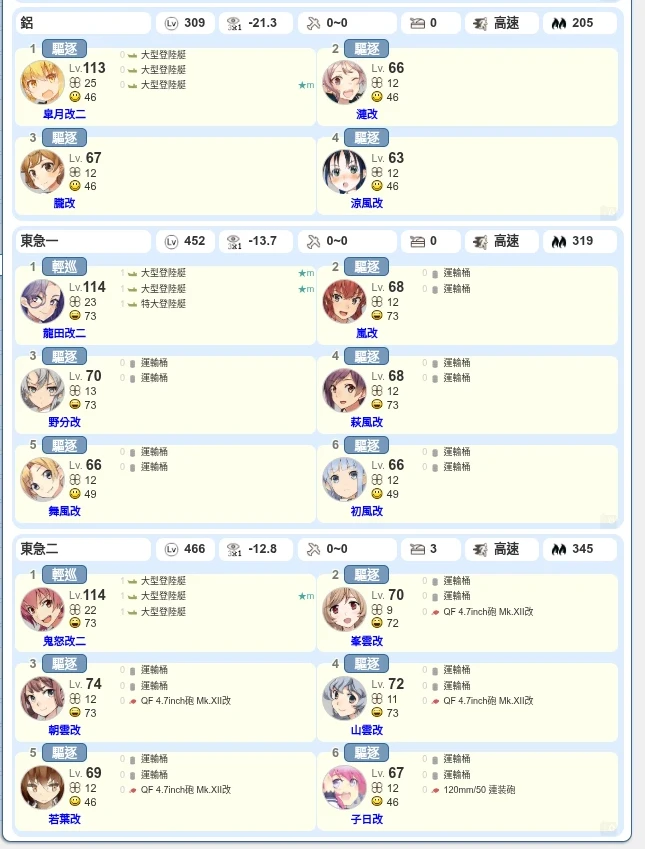 鋁 Lv 309 3x1 -21.3 0~0 0 高速 205
1 驅逐
Lv.113
25
46
皐月改二
0 大型登陸艇
0 大型登陸艇
0 大型登陸艇 ★m
2 驅逐
Lv. 66
12
46
漣改
3 驅逐
Lv. 67
12
46
朧改
4 驅逐
Lv. 63
12
46
涼風改
東急一 Lv 452 3x1 -13.7 0~0 0 高速 319
1 輕巡
Lv.114
23
73
龍田改二
1 大型登陸艇 ★m
1 大型登陸艇 ★m
1 特大登陸艇
2 驅逐
Lv. 68
12
73
嵐改
0 運輸桶
0 運輸桶
3 驅逐
Lv. 70
13
73
野分改
0 運輸桶
0 運輸桶
4 驅逐
Lv. 68
12
73
萩風改
0 運輸桶
0 運輸桶
5 驅逐
Lv. 66
12
49
舞風改
0 運輸桶
0 運輸桶
6 驅逐
Lv. 66
12
49
初風改
0 運輸桶
0 運輸桶
東急二 Lv 466 3x1 -12.8 0~0 3 高速 345
1 輕巡
Lv.114
22
73
鬼怒改二
1 大型登陸艇
1 大型登陸艇 ★m
1 大型登陸艇
2 驅逐
Lv. 70
9
72
峯雲改
0 運輸桶
0 運輸桶
0 QF 4.7inch砲 Mk.XII改
3 驅逐
Lv. 74
12
73
朝雲改
0 運輸桶
0 運輸桶
0 QF 4.7inch砲 Mk.XII改
4 驅逐
Lv. 72
11
73
山雲改
0 運輸桶
0 運輸桶
0 QF 4.7inch砲 Mk.XII改
5 驅逐
Lv. 69
12
46
若葉改
0 運輸桶
0 運輸桶
0 QF 4.7inch砲 Mk.XII改
6 驅逐
Lv. 67
12
46
子日改
0 運輸桶
0 運輸桶
0 120mm/50 連装砲